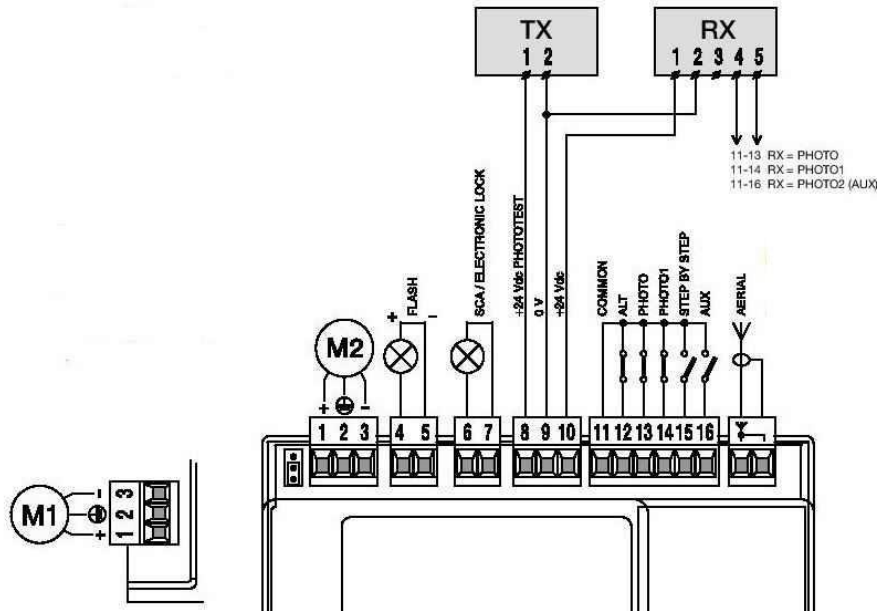 TX
1 2
RX
1 2 3 4 5
11-13 RX = PHOTO
11-14 RX = PHOTO1
11-16 RX = PHOTO2 (AUX)
+ FLASH -
SCA / ELECTRONIC LOCK
+24 Vdc PHOTOTEST
0 V
+24 Vdc
COMMON
ALT
PHOTO
PHOTO1
STEP BY STEP
AUX
AERIAL
M2
+ -
1 2 3
4 5
6 7
8 9 10
11 12 13 14 15 16
M1
- 3
2
+ 1